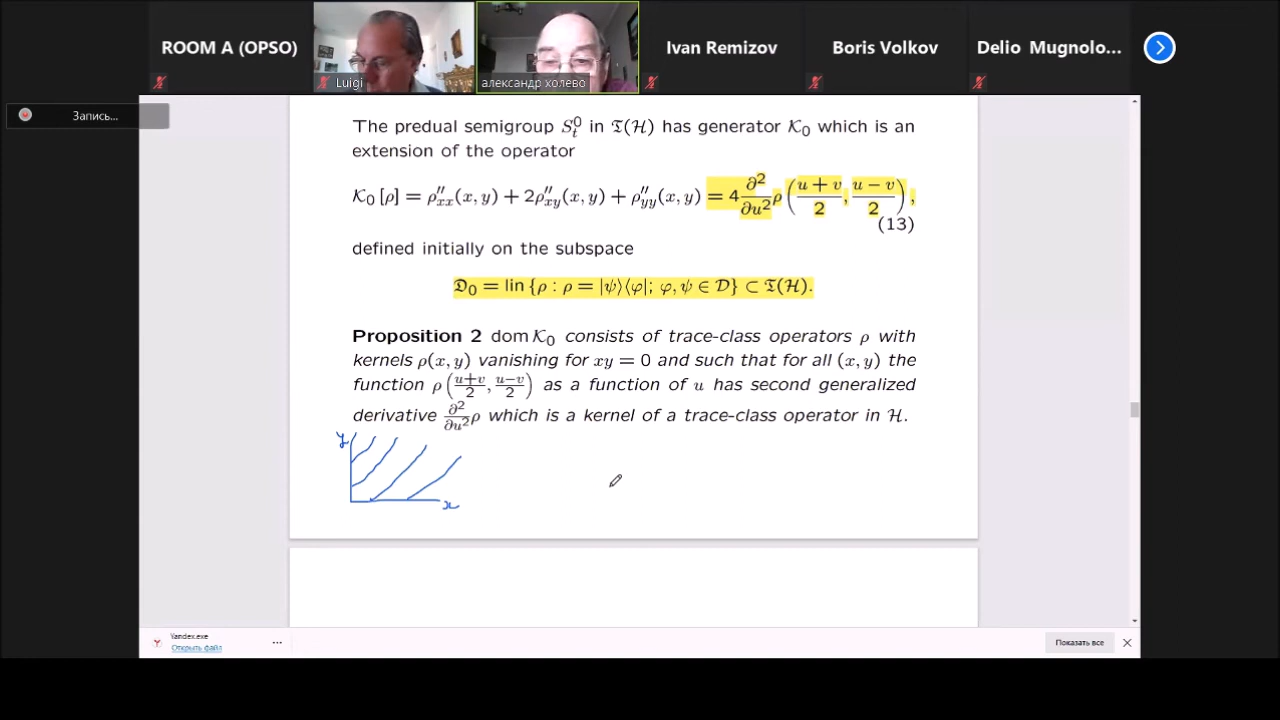 ROOM A (OPSO)
Luigi
александр холево
Ivan Remizov
Boris Volkov
Delio Mugnolo...
Запись...
The predual semigroup $S_t^0$ in $\mathfrak{T}(\mathcal{H})$ has generator $\mathcal{K}_0$ which is an
extension of the operator
$\mathcal{K}_0[\rho] = \rho''_{xx}(x,y) + 2\rho''_{xy}(x,y) + \rho''_{yy}(x,y) = 4\frac{\partial^2}{\partial u^2}\rho\left(\frac{u+v}{2}, \frac{u-v}{2}\right),$
(13)
defined initially on the subspace
$\mathfrak{D}_0 = \text{lin}\{\rho : \rho = |\psi\rangle\langle\varphi|;\ \varphi, \psi \in \mathcal{D}\} \subset \mathfrak{T}(\mathcal{H}).$
Proposition 2 dom $\mathcal{K}_0$ consists of trace-class operators $\rho$ with
kernels $\rho(x,y)$ vanishing for $xy = 0$ and such that for all $(x,y)$ the
function $\rho\left(\frac{u+v}{2}, \frac{u-v}{2}\right)$ as a function of $u$ has second generalized
derivative $\frac{\partial^2}{\partial u^2}\rho$ which is a kernel of a trace-class operator in $\mathcal{H}$.
y
x
Yandex.exe
Открыть файл
Показать все